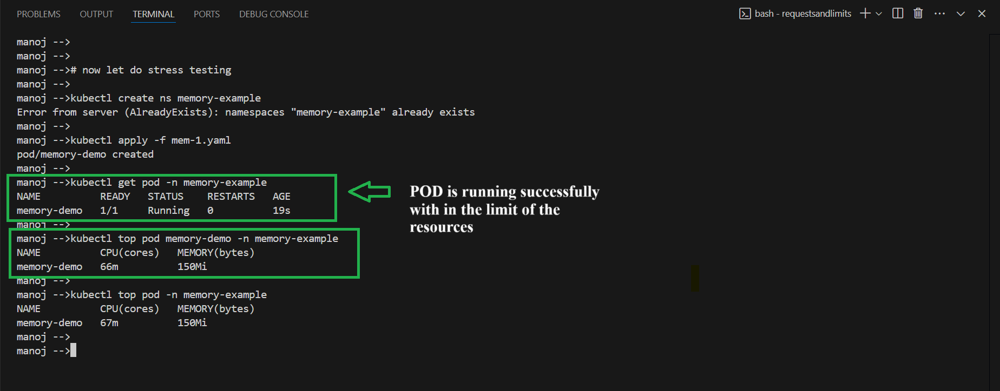 PROBLEMS OUTPUT TERMINAL PORTS DEBUG CONSOLE bash - requestsandlimits
manoj -->
manoj -->
manoj --># now let do stress testing
manoj -->
manoj -->kubectl create ns memory-example
Error from server (AlreadyExists): namespaces "memory-example" already exists
manoj -->
manoj -->kubectl apply -f mem-1.yaml
pod/memory-demo created
manoj -->
manoj -->kubectl get pod -n memory-example
NAME READY STATUS RESTARTS AGE
memory-demo 1/1 Running 0 19s
manoj -->
POD is running successfully
with in the limit of the
resources
manoj -->kubectl top pod memory-demo -n memory-example
NAME CPU(cores) MEMORY(bytes)
memory-demo 66m 150Mi
manoj -->
manoj -->kubectl top pod -n memory-example
NAME CPU(cores) MEMORY(bytes)
memory-demo 67m 150Mi
manoj -->
manoj -->